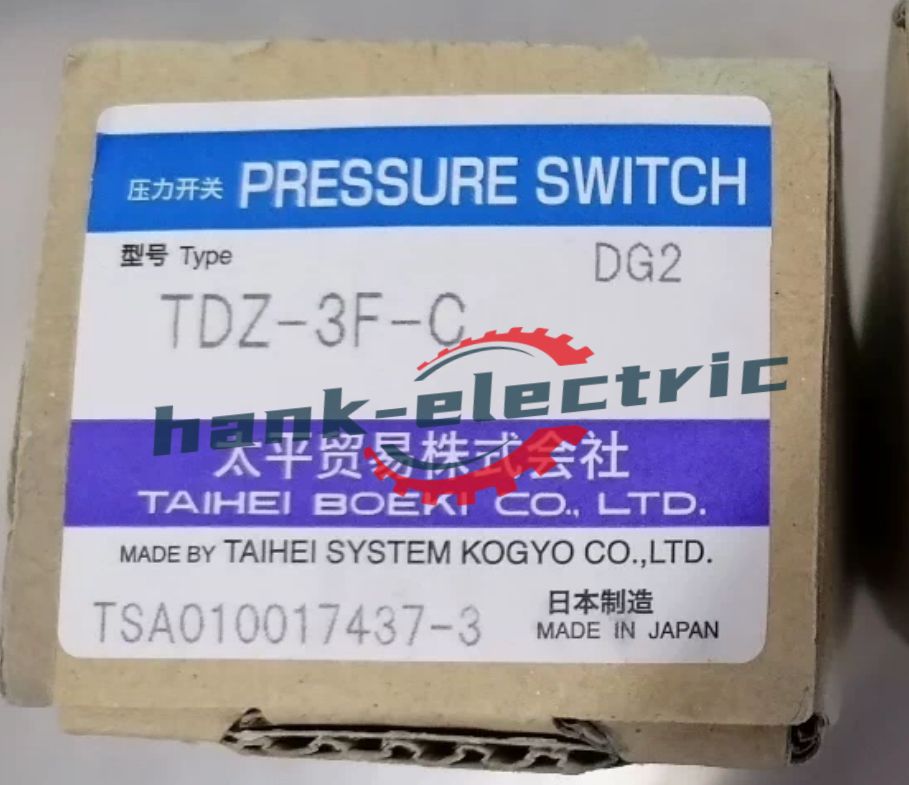 压力开关 PRESSURE SWITCH
型号 Type
DG2
TDZ-3F-C
hank-electric
太平贸易株式会社
TAIHEI BOEKI CO., LTD.
MADE BY TAIHEI SYSTEM KOGYO CO.,LTD.
TSA010017437-3
日本制造
MADE IN JAPAN